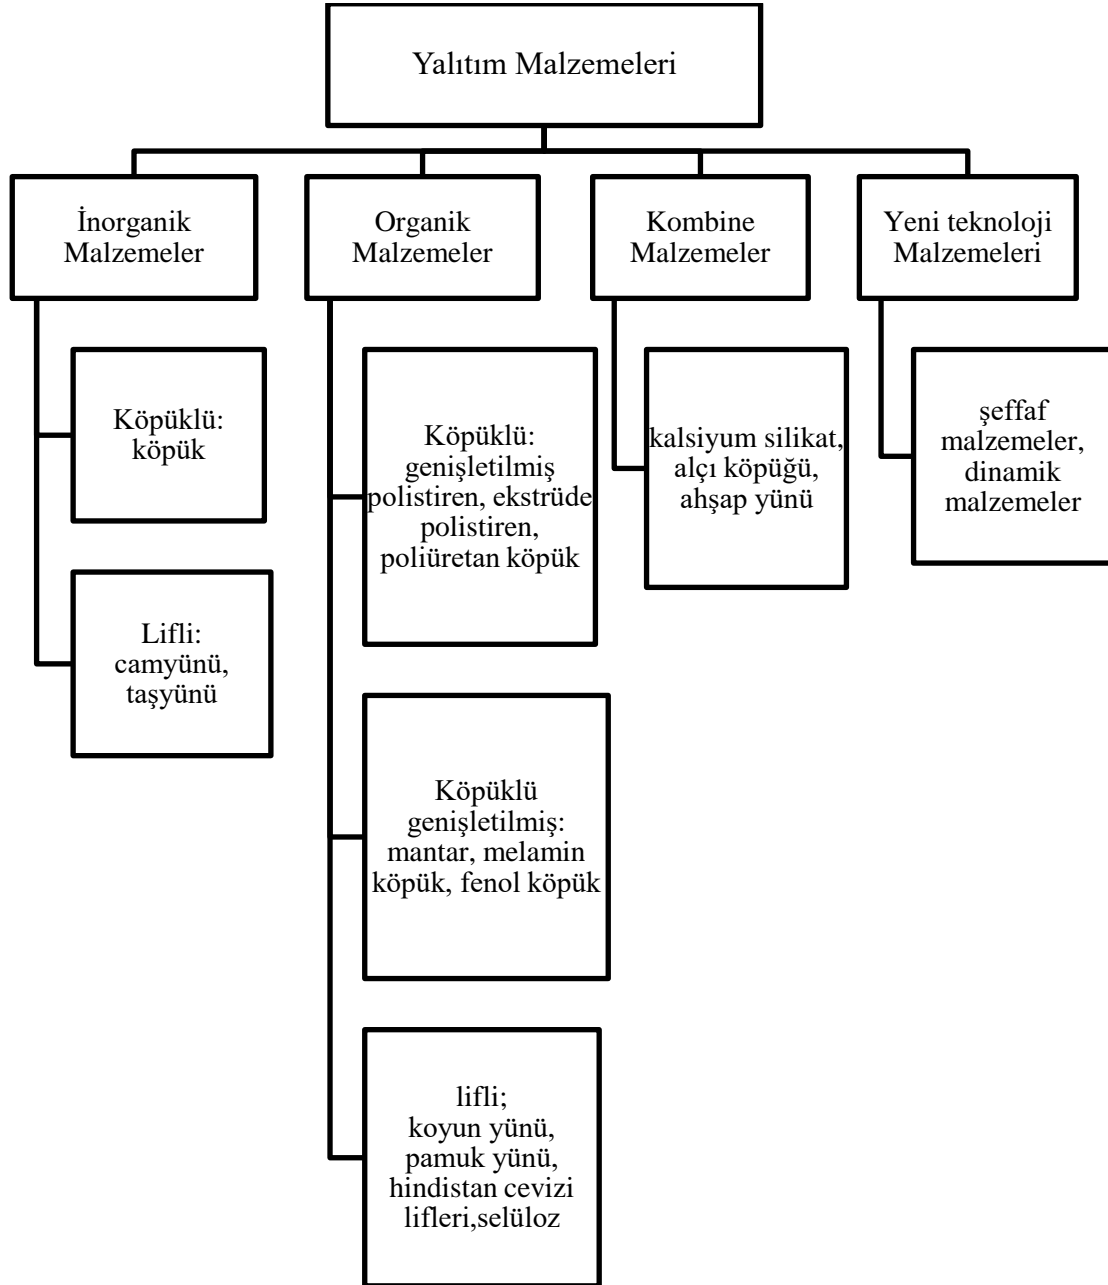 Yalıtım Malzemeleri
İnorganik
Malzemeler
Köpüklü:
köpük
Lifli:
camyünü,
taşyünü
Organik
Malzemeler
Köpüklü:
genişletilmiş
polistiren, ekstrüde
polistiren,
poliüretan köpük
Köpüklü
genişletilmiş:
mantar, melamin
köpük, fenol köpük
lifli;
koyun yünü,
pamuk yünü,
hindistan cevizi
lifleri,selüloz
Kombine
Malzemeler
kalsiyum silikat,
alçı köpüğü,
ahşap yünü
Yeni teknoloji
Malzemeleri
şeffaf
malzemeler,
dinamik
malzemeler